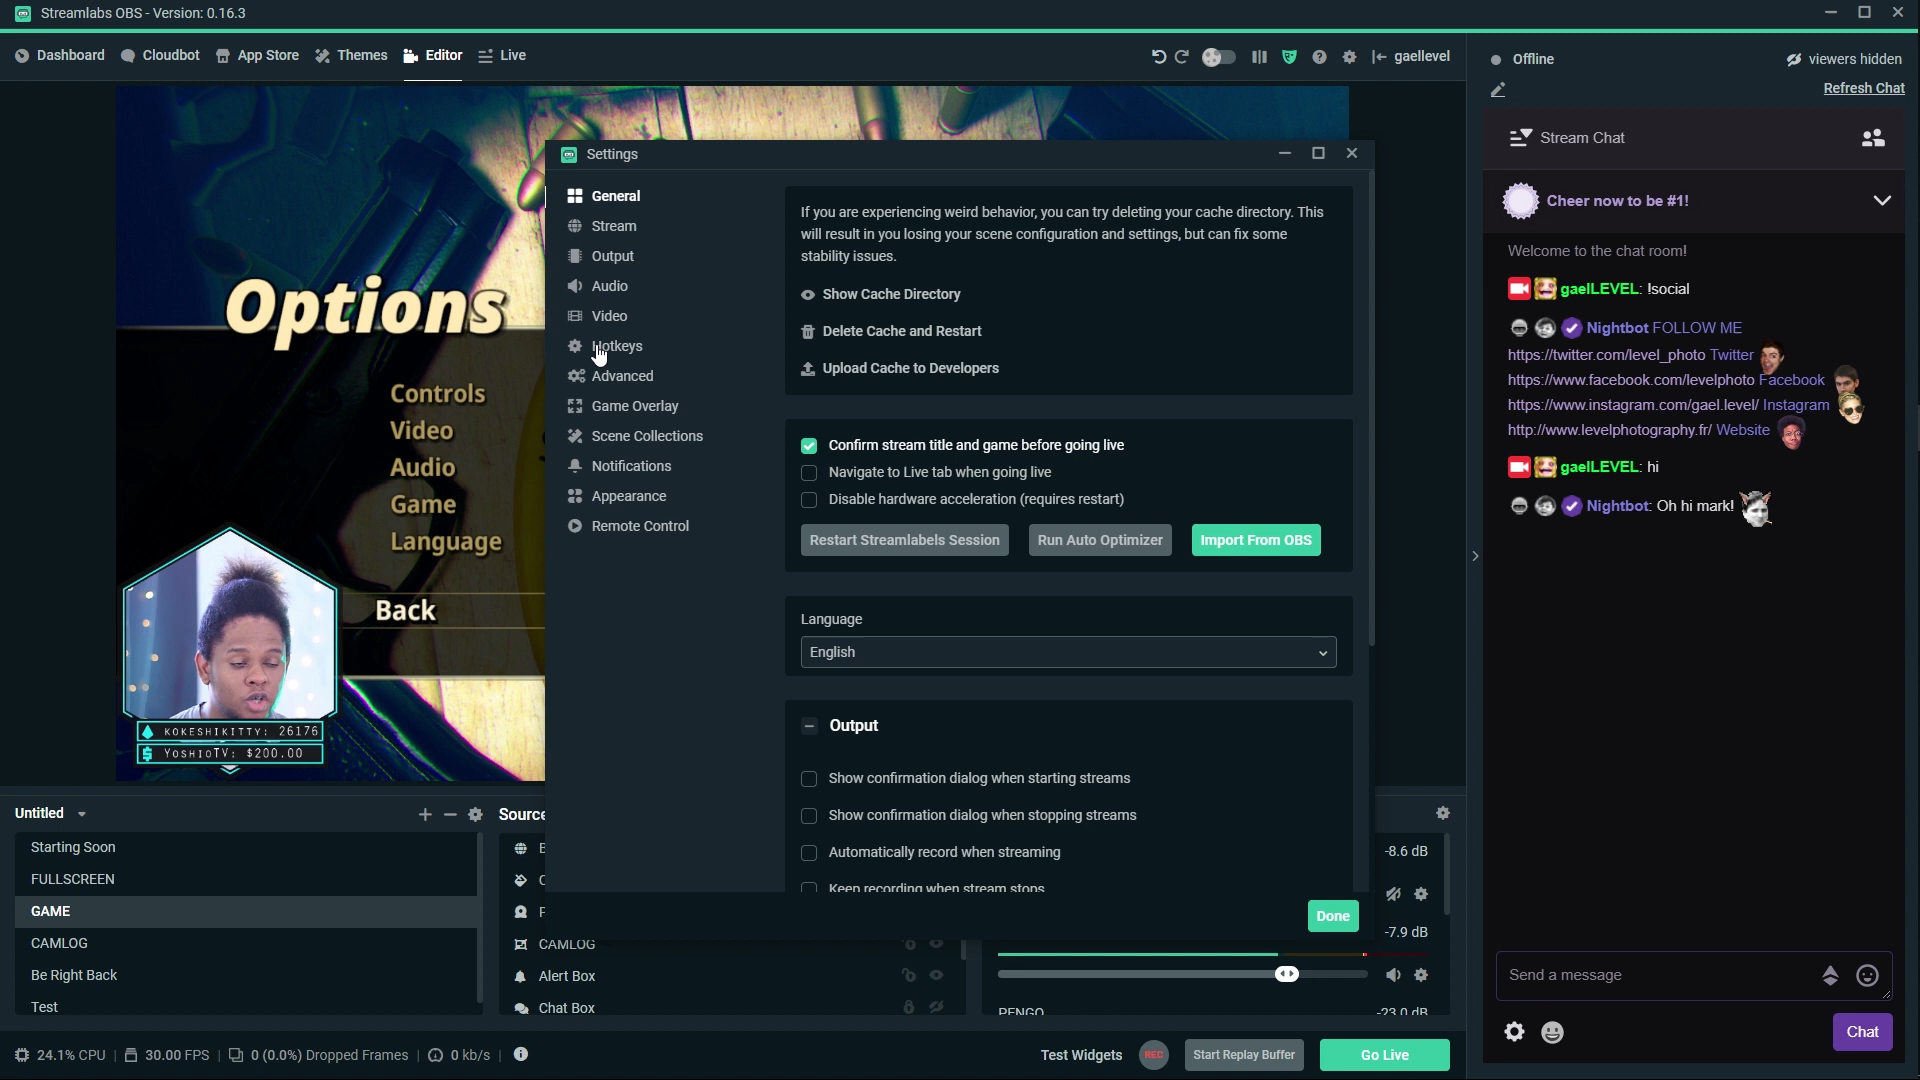 Streamlabs OBS - Version: 0.16.3
Dashboard
Cloudbot
App Store
Themes
Editor
Live
gaellevel
Offline
viewers hidden
Refresh Chat
Stream Chat
Cheer now to be #1!
Welcome to the chat room!
gaelLEVEL: !social
Nightbot FOLLOW ME
https://twitter.com/level_photo Twitter
https://www.facebook.com/levelphoto Facebook
https://www.instagram.com/gael.level/ Instagram
http://www.levelphotography.fr/ Website
gaelLEVEL: hi
Nightbot: Oh hi mark!
Send a message
Chat
Options
Controls
Video
Audio
Game
Language
Back
KOKESHIKITTY: 26176
YOSHIOTV: $200.00
Settings
General
Stream
Output
Audio
Video
Hotkeys
Advanced
Game Overlay
Scene Collections
Notifications
Appearance
Remote Control
If you are experiencing weird behavior, you can try deleting your cache directory. This
will result in you losing your scene configuration and settings, but can fix some
stability issues.
Show Cache Directory
Delete Cache and Restart
Upload Cache to Developers
Confirm stream title and game before going live
Navigate to Live tab when going live
Disable hardware acceleration (requires restart)
Restart Streamlabels Session
Run Auto Optimizer
Import From OBS
Language
English
Output
Show confirmation dialog when starting streams
Show confirmation dialog when stopping streams
Automatically record when streaming
Keep recording when stream stops
Done
Untitled
Starting Soon
FULLSCREEN
GAME
CAMLOG
Be Right Back
Test
Source
CAMLOG
Alert Box
Chat Box
-8.6 dB
-7.9 dB
PENGO
-23.0 dB
24.1% CPU
30.00 FPS
0 (0.0%) Dropped Frames
0 kb/s
Test Widgets
REC
Start Replay Buffer
Go Live